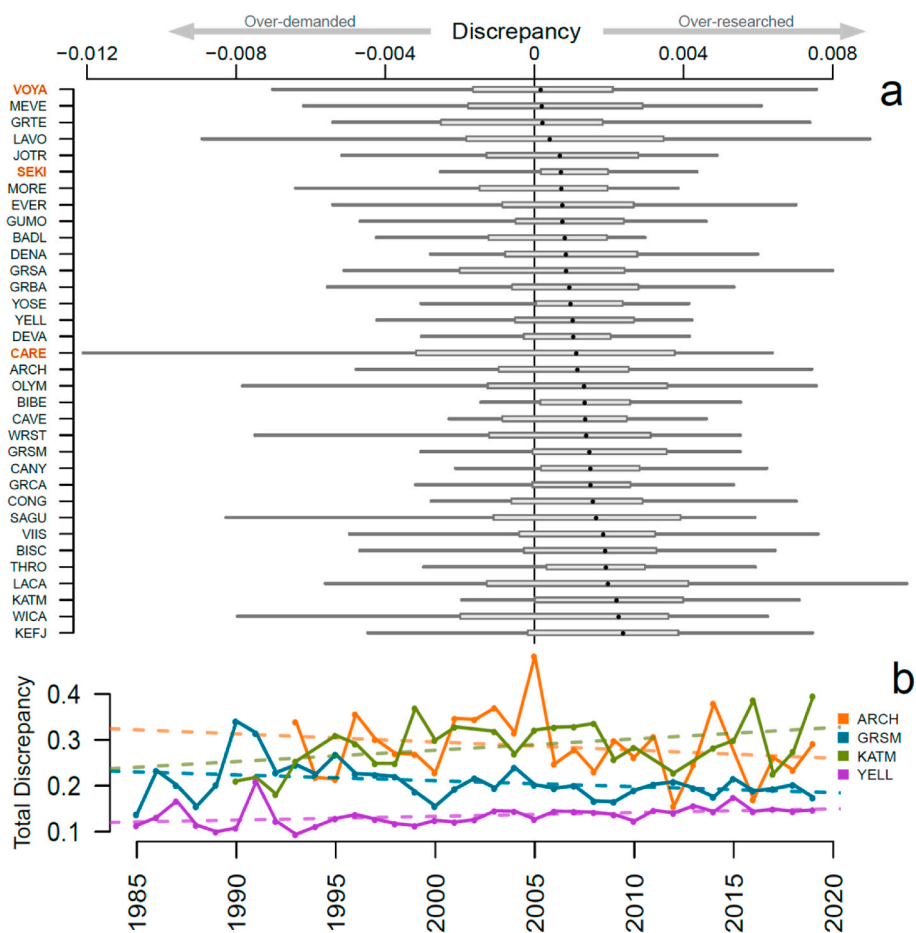 Over-demanded Over-researched
Discrepancy
−0.012 −0.008 −0.004 0 0.004 0.008
a
VOYA
MEVE
GRTE
LAVO
JOTR
SEKI
MORE
EVER
GUMO
BADL
DENA
GRSA
GRBA
YOSE
YELL
DEVA
CARE
ARCH
OLYM
BIBE
CAVE
WRST
GRSM
CANY
GRCA
CONG
SAGU
VIIS
BISC
THRO
LACA
KATM
WICA
KEFJ
b
Total Discrepancy
0.4
0.3
0.2
0.1
ARCH
GRSM
KATM
YELL
1985 1990 1995 2000 2005 2010 2015 2020